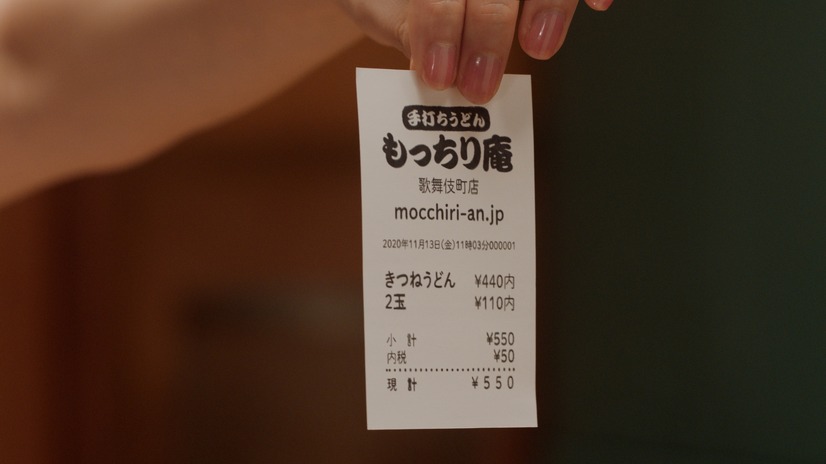 手打ちうどん
もっちり庵
歌舞伎町店
mocchiri-an.jp
2020年11月13日(金)11時03分000001
きつねうどん ¥440内
2玉 ¥110内
小 計 ¥550
内税 ¥50
現 計 ¥550